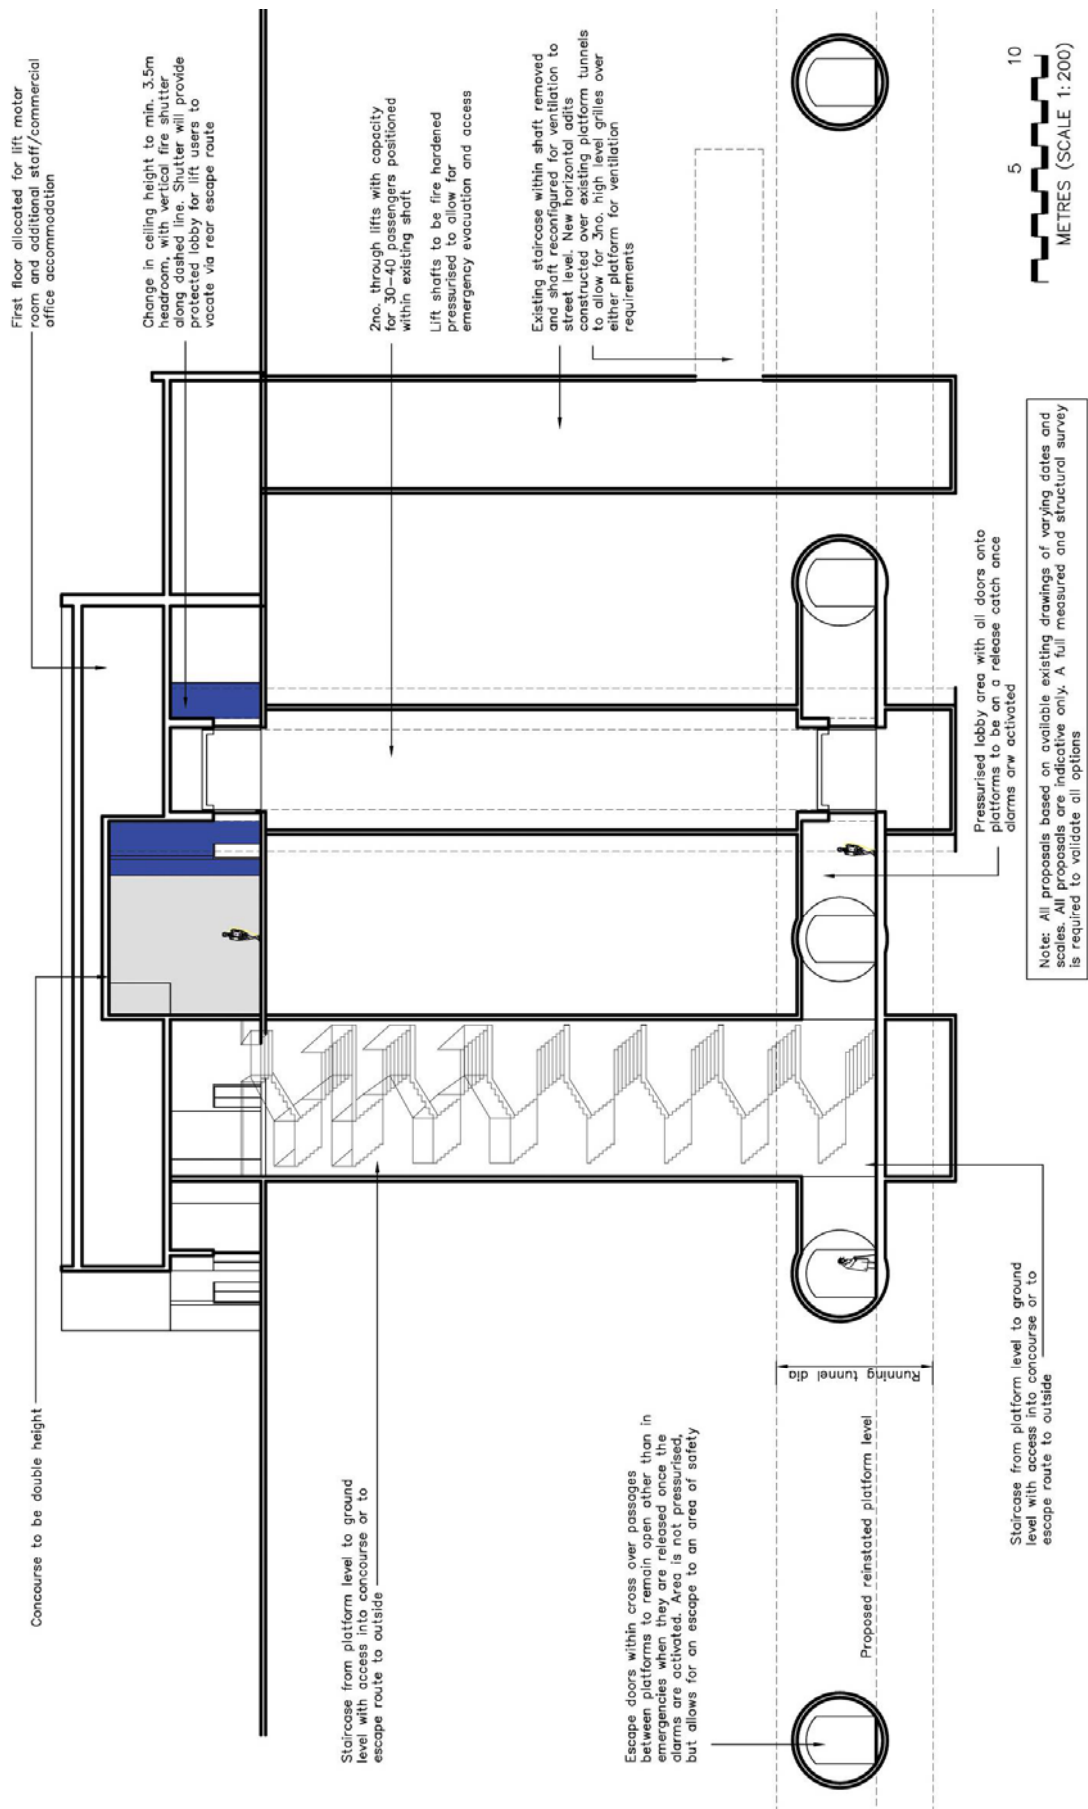 Concourse to be double height
First floor allocated for lift motor
room and additional staff/commercial
office accommodation
Change in ceiling height to min. 3.5m
headroom, with vertical fire shutter
along dashed line. Shutter will provide
protected lobby for lift users to
vacate via rear escape route
2no. through lifts with capacity
for 30-40 passengers positioned
within existing shaft
Lift shafts to be fire hardened
pressurised to allow for
emergency evacuation and access
Existing staircase within shaft removed
and shaft reconfigured for ventilation to
street level. New horizontal adits
constructed over existing platform tunnels
to allow for 3no. high level grilles over
either platform for ventilation
requirements
Staircase from platform level to ground
level with access into concourse or to
escape route to outside
Escape doors within cross over passages
between platforms to remain open other than in
emergencies when they are released once the
alarms are activated. Area is not pressurised,
but allows for an escape to an area of safety
Running tunnel dia
Proposed reinstated platform level
Staircase from platform level to ground
level with access into concourse or to
escape route to outside
Pressurised lobby area with all doors onto
platforms to be on a release catch once
alarms arw activated
Note: All proposals based on available existing drawings of varying dates and
scales. All proposals are indicative only. A full measured and structural survey
is required to validate all options
5 10
METRES (SCALE 1:200)